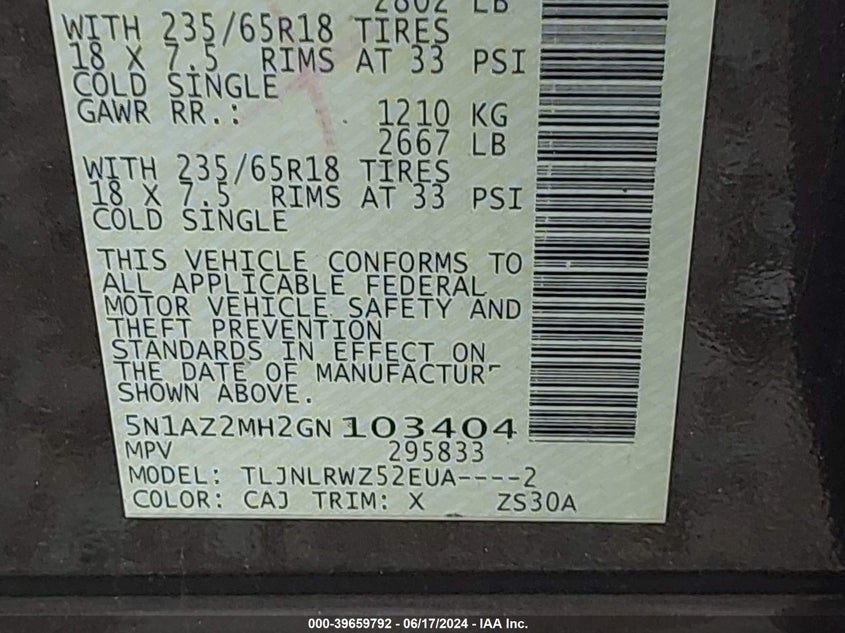 2802 LB
WITH 235/65R18 TIRES
18 X 7.5 RIMS AT 33 PSI
COLD SINGLE
GAWR RR.: 1210 KG
2667 LB
WITH 235/65R18 TIRES
18 X 7.5 RIMS AT 33 PSI
COLD SINGLE
THIS VEHICLE CONFORMS TO
ALL APPLICABLE FEDERAL
MOTOR VEHICLE SAFETY AND
THEFT PREVENTION
STANDARDS IN EFFECT ON
THE DATE OF MANUFACTUR
SHOWN ABOVE.
5N1AZ2MH2GN103404
MPV 295833
MODEL: TLJNLRWZ52EUA----2
COLOR: CAJ TRIM: X ZS30A
000-39659792 - 06/17/2024 - IAA Inc.